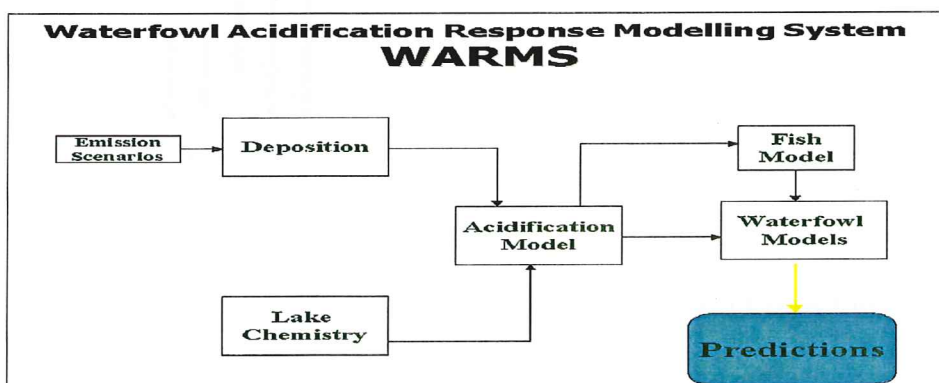 Waterfowl Acidification Response Modelling System
WARMS
Emission
Scenarios
Deposition
Fish
Model
Acidification
Model
Waterfowl
Models
Lake
Chemistry
Predictions